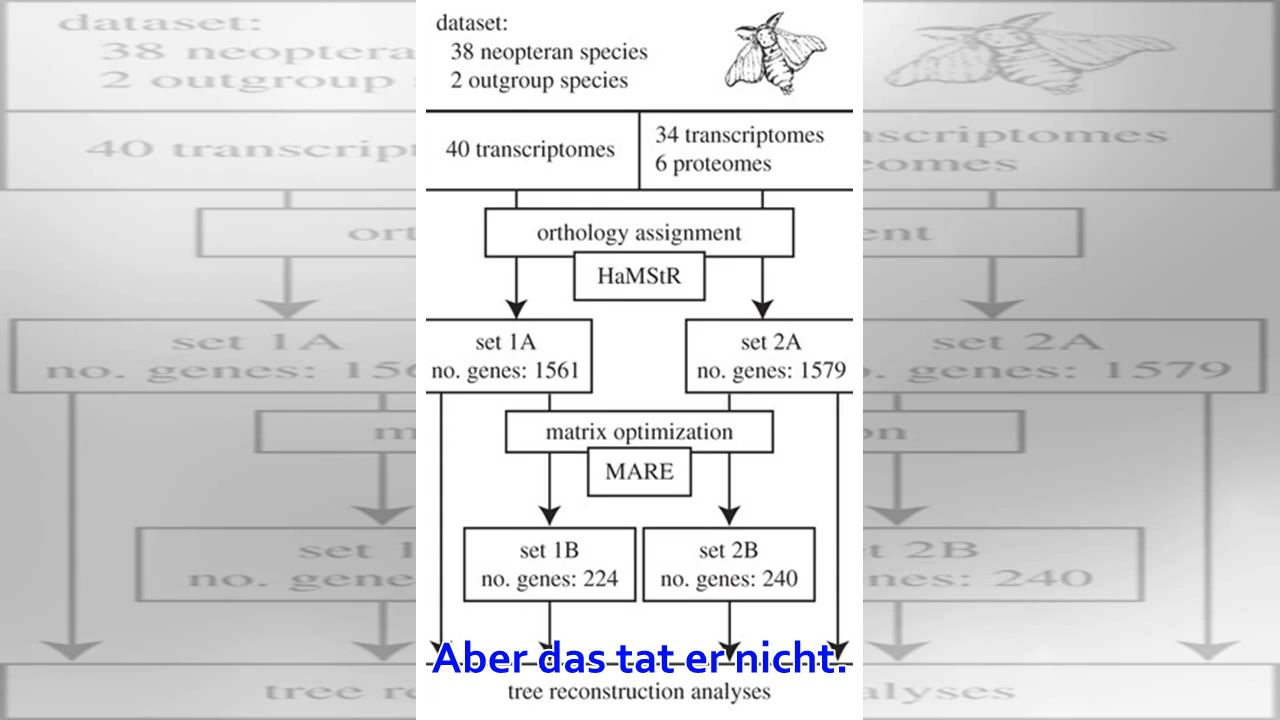 dataset:
38 neopteran species
2 outgroup species
40 transcriptomes
34 transcriptomes
6 proteomes
orthology assignment
HaMStR
set 1A
no. genes: 1561
set 2A
no. genes: 1579
matrix optimization
MARE
set 1B
no. genes: 224
set 2B
no. genes: 240
Aber das tat er nicht.
tree reconstruction analyses